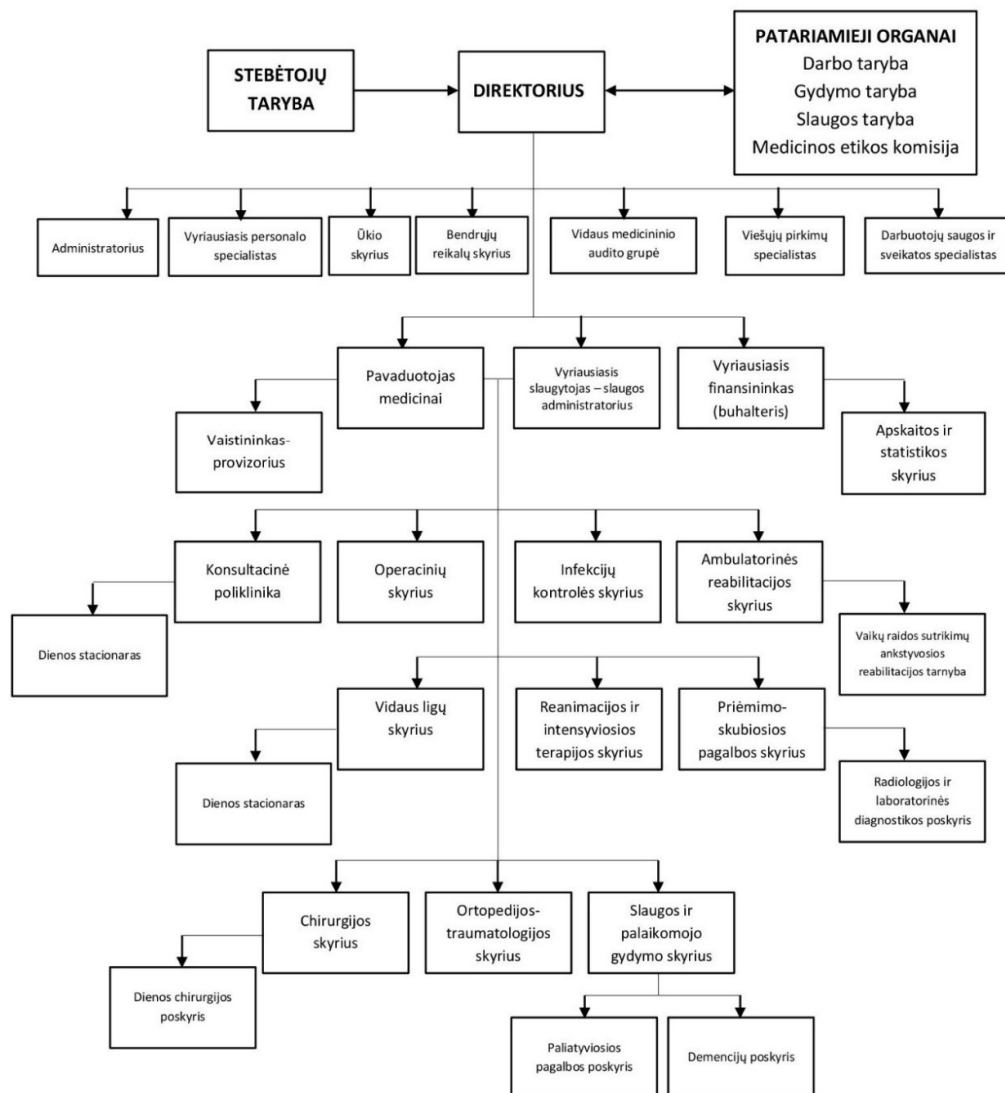 STEBĖTOJŲ
TARYBA
DIREKTORIUS
PATARIAMIEJI ORGANAI
Darbo taryba
Gydymo taryba
Slaugos taryba
Medicinos etikos komisija
Administratorius
Vyriausiasis personalo
specialistas
Ūkio
skyrius
Bendrųjų
reikalų skyrius
Vidaus medicininio
audito grupė
Viešųjų pirkimų
specialistas
Darbuotojų saugos ir
sveikatos specialistas
Pavaduotojas
medicinai
Vyriausiasis
slaugytojas – slaugos
administratorius
Vyriausiasis
finansininkas
(buhalteris)
Vaistininkas-
provizorius
Apskaitos ir
statistikos
skyrius
Konsultacinė
poliklinika
Operacinių
skyrius
Infekcijų
kontrolės skyrius
Ambulatorinės
reabilitacijos
skyrius
Dienos stacionaras
Vaikų raidos sutrikimų
ankstyvosios
reabilitacijos tarnyba
Vidaus ligų
skyrius
Reanimacijos ir
intensyviosios
terapijos skyrius
Priėmimo-
skubiosios
pagalbos skyrius
Dienos stacionaras
Radiologijos ir
laboratorinės
diagnostikos poskyris
Chirurgijos
skyrius
Ortopedijos-
traumatologijos
skyrius
Slaugos ir
palaikomojo
gydymo skyrius
Dienos chirurgijos
poskyris
Paliatyviosios
pagalbos poskyris
Demencijų poskyris